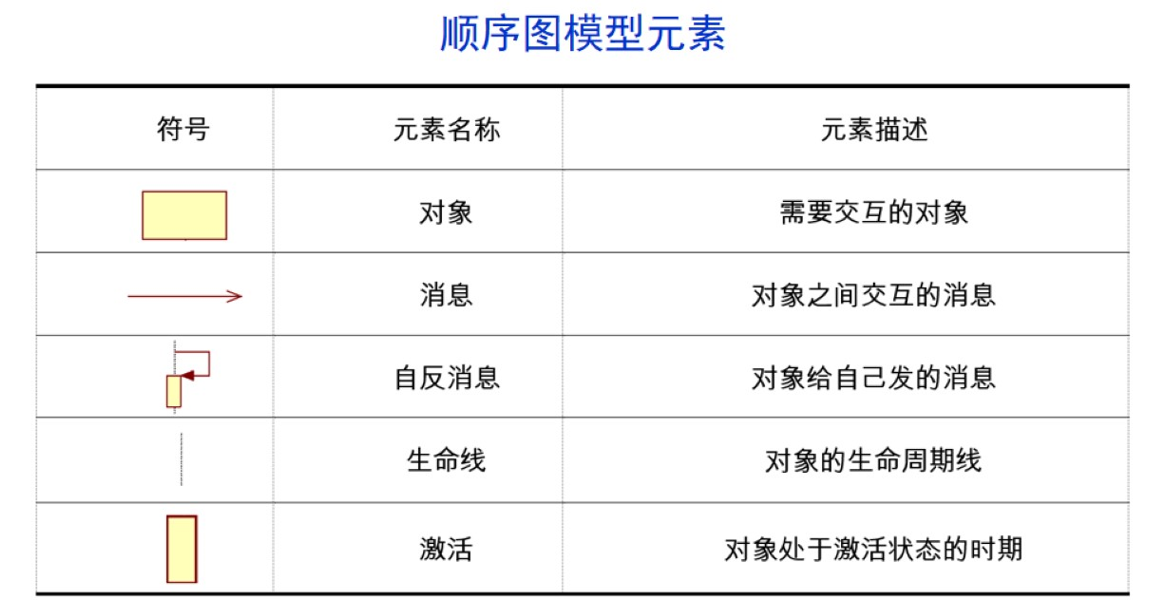 顺序图模型元素
符号 元素名称 元素描述
对象 需要交互的对象
消息 对象之间交互的消息
自反消息 对象给自己发的消息
生命线 对象的生命周期线
激活 对象处于激活状态的时期